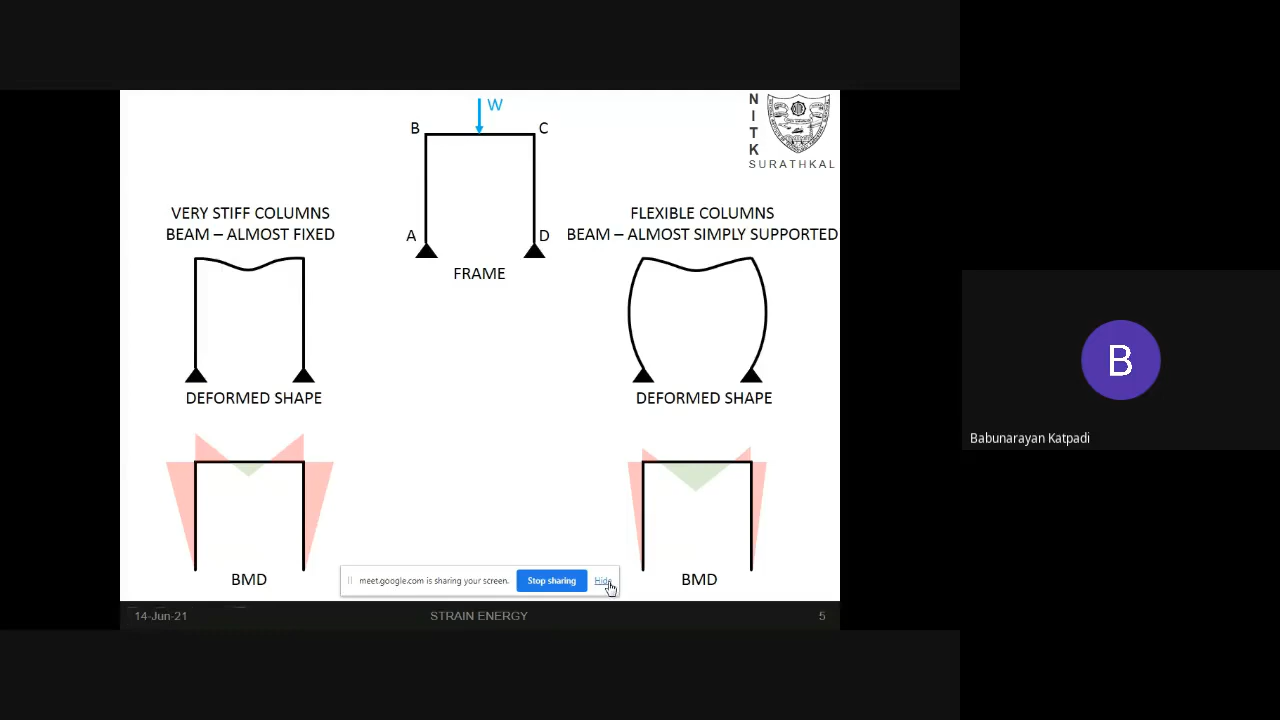 W
B
C
A
D
FRAME
N
I
T
K
SURATHKAL
VERY STIFF COLUMNS
BEAM – ALMOST FIXED
FLEXIBLE COLUMNS
BEAM – ALMOST SIMPLY SUPPORTED
DEFORMED SHAPE
DEFORMED SHAPE
BMD
BMD
meet.google.com is sharing your screen.
Stop sharing
Hide
14-Jun-21
STRAIN ENERGY
5
B
Babunarayan Katpadi